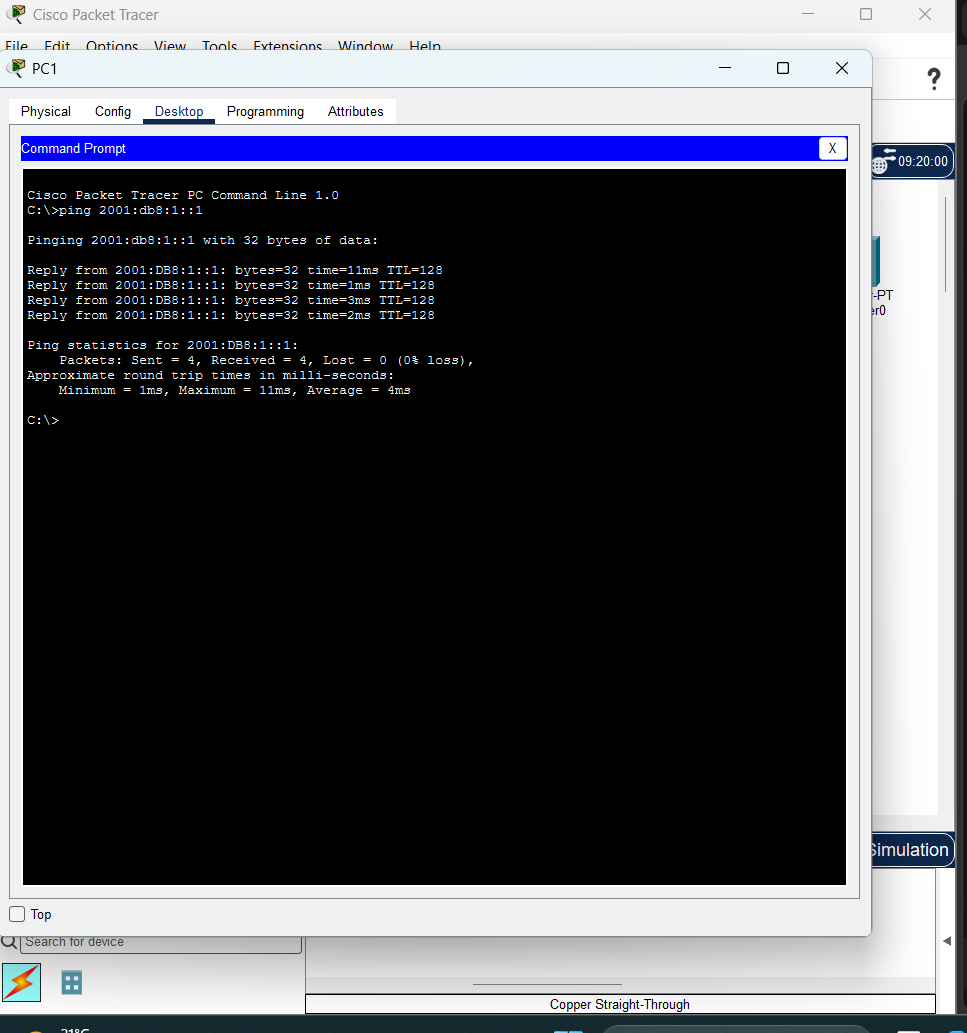 Cisco Packet Tracer
File Edit Options View Tools Extensions Window Help
PC1
?
Physical Config Desktop Programming Attributes
Command Prompt
X
09:20:00
Cisco Packet Tracer PC Command Line 1.0
C:\>ping 2001:db8:1::1
Pinging 2001:db8:1::1 with 32 bytes of data:
Reply from 2001:DB8:1::1: bytes=32 time=11ms TTL=128
Reply from 2001:DB8:1::1: bytes=32 time=1ms TTL=128
Reply from 2001:DB8:1::1: bytes=32 time=3ms TTL=128
Reply from 2001:DB8:1::1: bytes=32 time=2ms TTL=128
-PT
er0
Ping statistics for 2001:DB8:1::1:
Packets: Sent = 4, Received = 4, Lost = 0 (0% loss),
Approximate round trip times in milli-seconds:
Minimum = 1ms, Maximum = 11ms, Average = 4ms
C:\>
Simulation
Top
Search for device
Copper Straight-Through